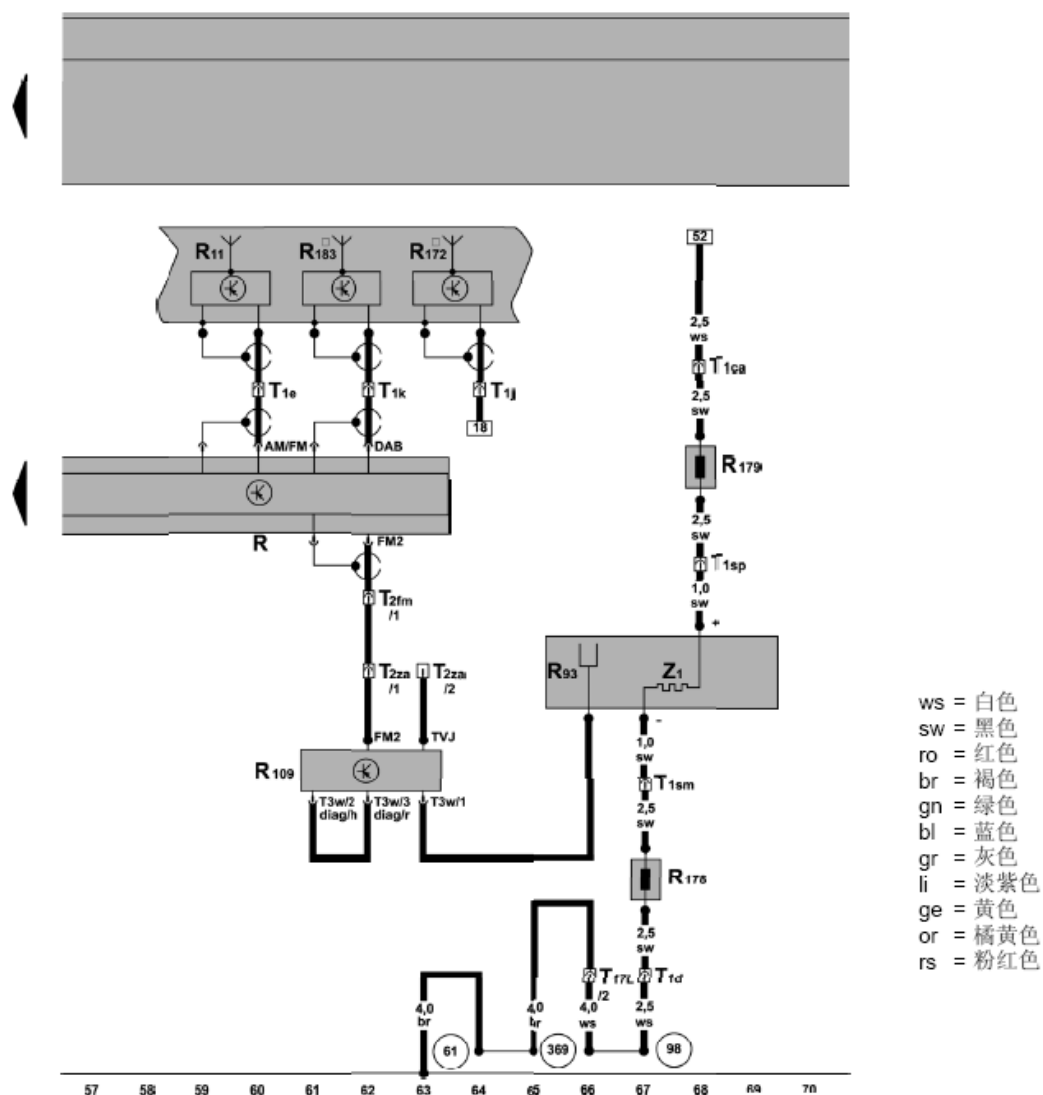 R11
R183
R172
52
2,5
ws
T1ça
2,5
sw
T1e
T1k
T1j
18
AM/FM
DAB
R179
2,5
sw
R
FM2
T1sp
1,0
sw
+
T2fm
/1
R93
Z1
T2za
/1
T2za
/2
-
FM2
TVJ
1,0
sw
R109
T1sm
T3w/2
diag/h
T3w/3
diag/r
T3w/1
2,5
sw
R178
2,5
sw
T17L
/2
T1d
4,0
br
4,0
br
4,0
ws
2,5
ws
61
369
98
57 58 59 60 61 62 63 64 65 66 67 68 69 70
ws = 白色
sw = 黑色
ro = 红色
br = 褐色
gn = 绿色
bl = 蓝色
gr = 灰色
li = 淡紫色
ge = 黄色
or = 橘黄色
rs = 粉红色